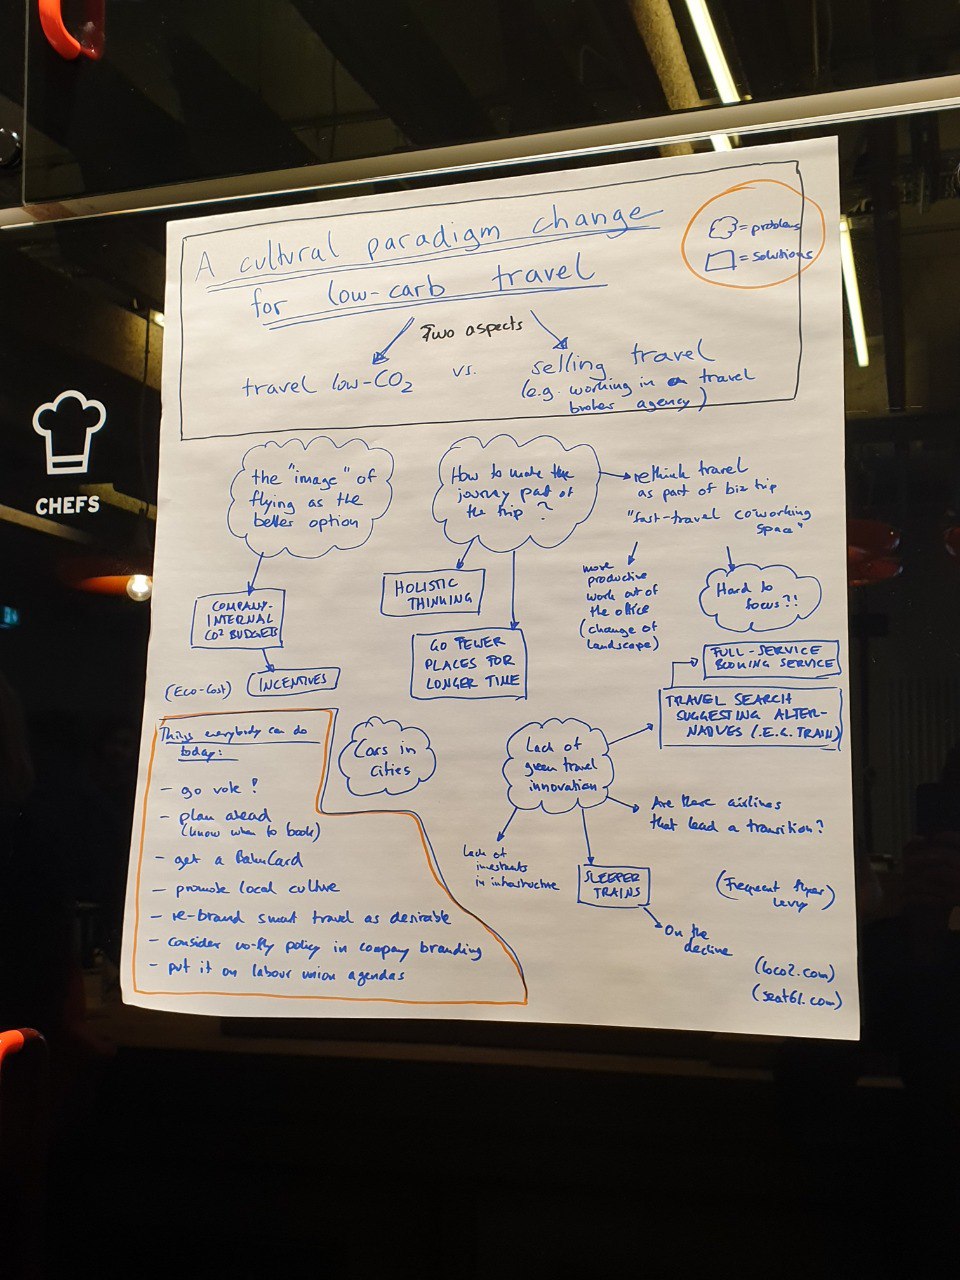 A cultural paradigm change
for low-carb travel
= problems
= solutions
Two aspects
travel low-CO2
vs.
selling travel
(e.g. working in a travel
broker agency)
CHEFS
the "image" of
flying as the
better option
COMPANY-
INTERNAL
CO2 BUDGETS
(Eco-Cost)
INCENTIVES
How to make the
journey part of
the trip?
HOLISTIC
THINKING
GO FEWER
PLACES FOR
LONGER TIME
rethink travel
as part of biz trip
"fast-travel coworking
space"
more
productive
work out of
the office
(change of
landscape)
Hard to
focus?!
FULL-SERVICE
BOOKING SERVICE
TRAVEL SEARCH
SUGGESTING ALTER-
NATIVES (I.E.G. TRAIN)
Things everybody can do
today:
- go vote!
- plan ahead
(know when to book)
- get a BahnCard
- promote local culture
- re-brand smart travel as desirable
- consider no-fly policy in company branding
- put it on labour union agendas
Cars in
cities
Lack of
green travel
innovation
Are there airlines
that lead a transition?
Lack of
investments
in infrastructure
SLEEPER
TRAINS
On the
decline
(Frequent flyer
levy)
(loco2.com)
(seat61.com)